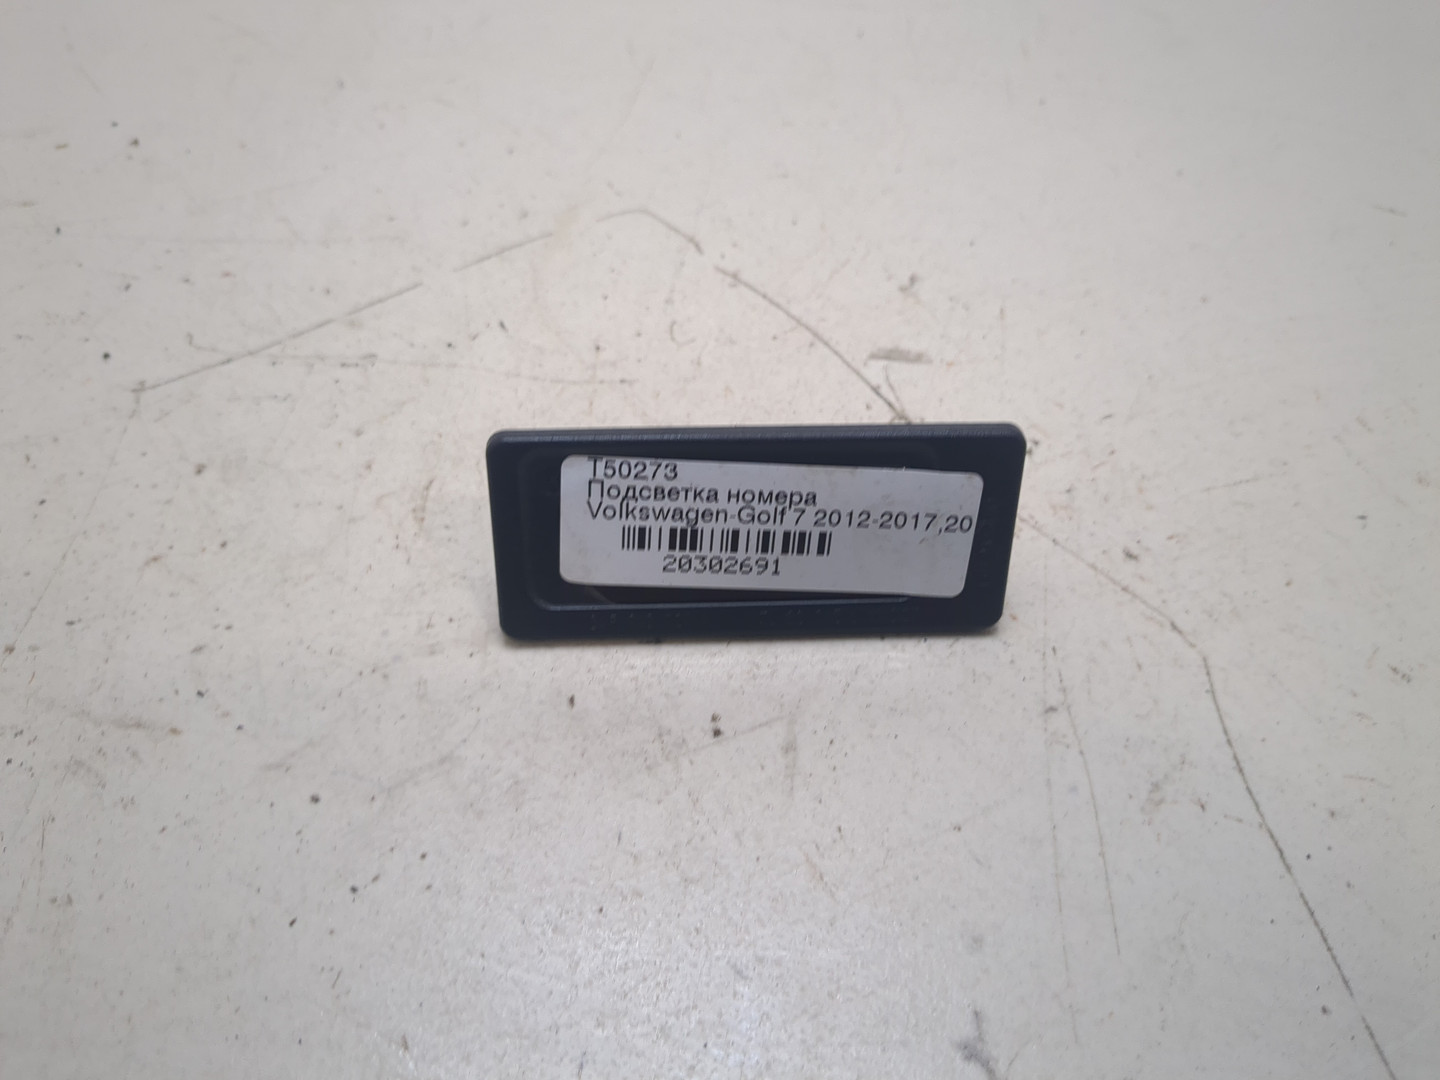 T50273
Подсветка номера
Volkswagen-Golf 7 2012-2017,20
20302691